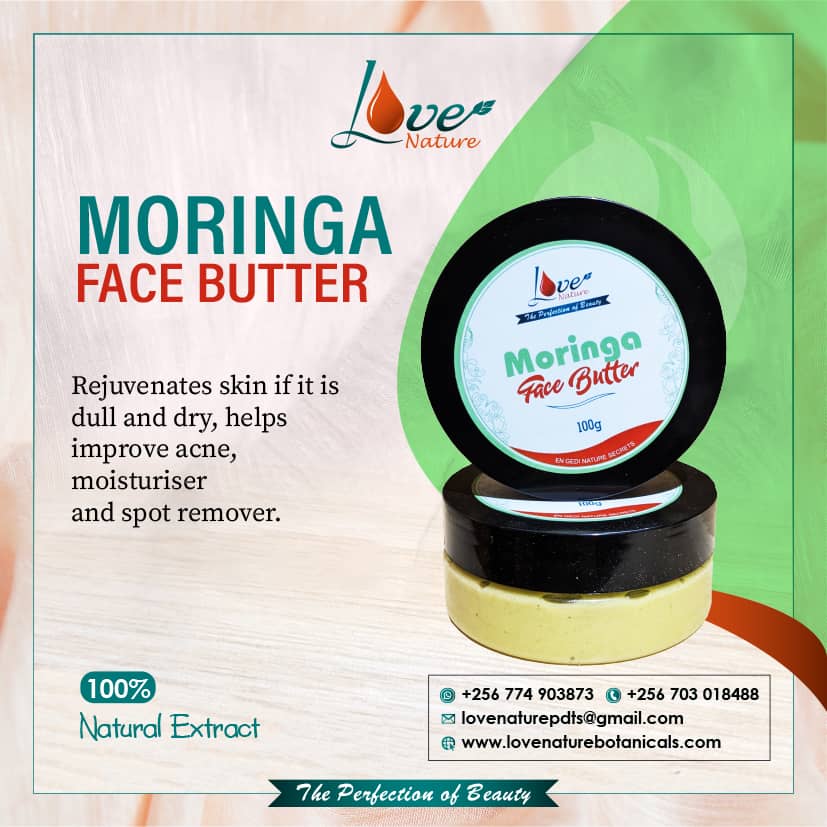 Love
Nature
MORINGA
FACE BUTTER
Rejuvenates skin if it is
dull and dry, helps
improve acne,
moisturiser
and spot remover.
Love
Nature
The Perfection of Beauty
Moringa
Face Butter
100g
EN GEDI NATURE SECRETS
100g
100%
Natural Extract
+256 774 903873 +256 703 018488
lovenaturepdts@gmail.com
www.lovenaturebotanicals.com
The Perfection of Beauty